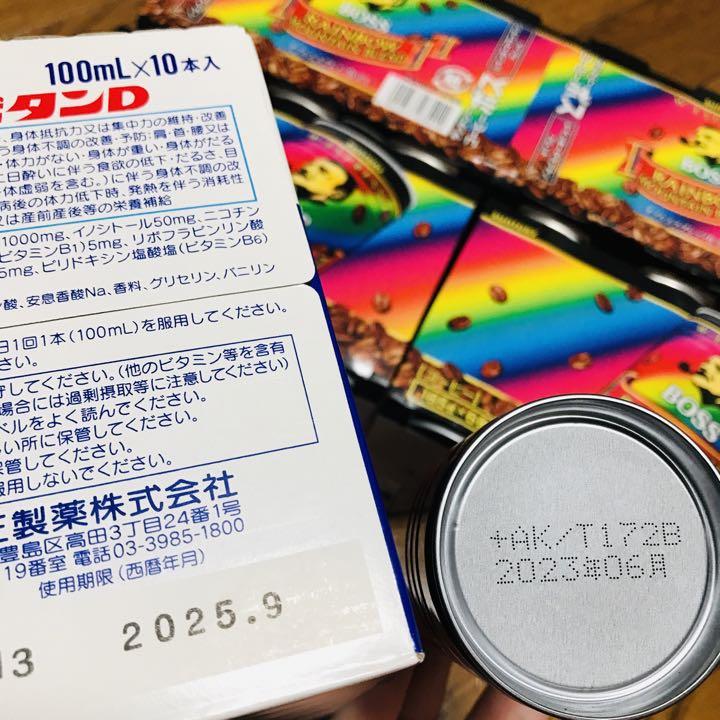 100mL×10本入
タンD
、身体抵抗力又は集中力の維持・改善
う身体不調の改善・予防:肩・首・腰又は
・体力がない・身体が重い・身体がだる
二日酔いに伴う食欲の低下・だるさ、目
体虚弱を含む。)に伴う身体不調の改
病後の体力低下時、発熱を伴う消耗性
又は産前産後等の栄養補給
1000mg、イノシトール50mg、ニコチン
ビタミンB1)5mg、リボフラビンリン酸
5mg、ピリドキシン塩酸塩(ビタミンB6)
ン酸、安息香酸Na、香料、グリセリン、バニリン
日1回1本(100mL)を服用してください。
さい。
守してください。(他のビタミン等を含有
場合には過剰摂取等に注意してください)
ベルをよく読んでください。
い所に保管してください。
保管してください。
服用しないでください。
製薬株式会社
豊島区高田3丁目24番1号
19番室 電話03-3985-1800
使用期限(西暦年月)
13
2025.9
BOSS
RAINBOW
MOUNTAIN BLEND
ボス
BOSS
RAINBOW
BOSS
+AK/T172B
2023年06月